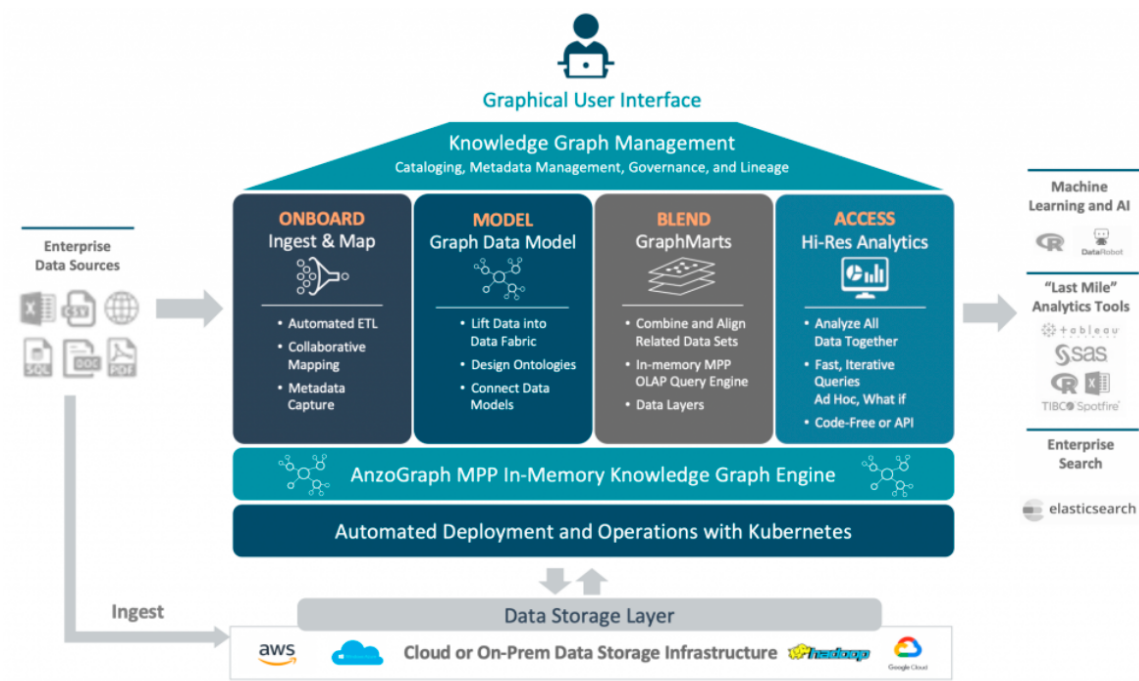 Graphical User Interface
Knowledge Graph Management
Cataloging, Metadata Management, Governance, and Lineage
Enterprise
Data Sources
X
CSV
SQL
DOC
PDF
ONBOARD
Ingest & Map
• Automated ETL
• Collaborative
Mapping
• Metadata
Capture
MODEL
Graph Data Model
• Lift Data into
Data Fabric
• Design Ontologies
• Connect Data
Models
BLEND
GraphMarts
• Combine and Align
Related Data Sets
• In-memory MPP
OLAP Query Engine
• Data Layers
ACCESS
Hi-Res Analytics
• Analyze All
Data Together
• Fast, Iterative
Queries
Ad Hoc, What if
• Code-Free or API
Machine
Learning and AI
R
DataRobot
“Last Mile”
Analytics Tools
tableau
sas
R
X
TIBCO Spotfire
Enterprise
Search
elasticsearch
AnzoGraph MPP In-Memory Knowledge Graph Engine
Automated Deployment and Operations with Kubernetes
Ingest
Data Storage Layer
aws
Cloud or On-Prem Data Storage Infrastructure
hadoop
Google Cloud